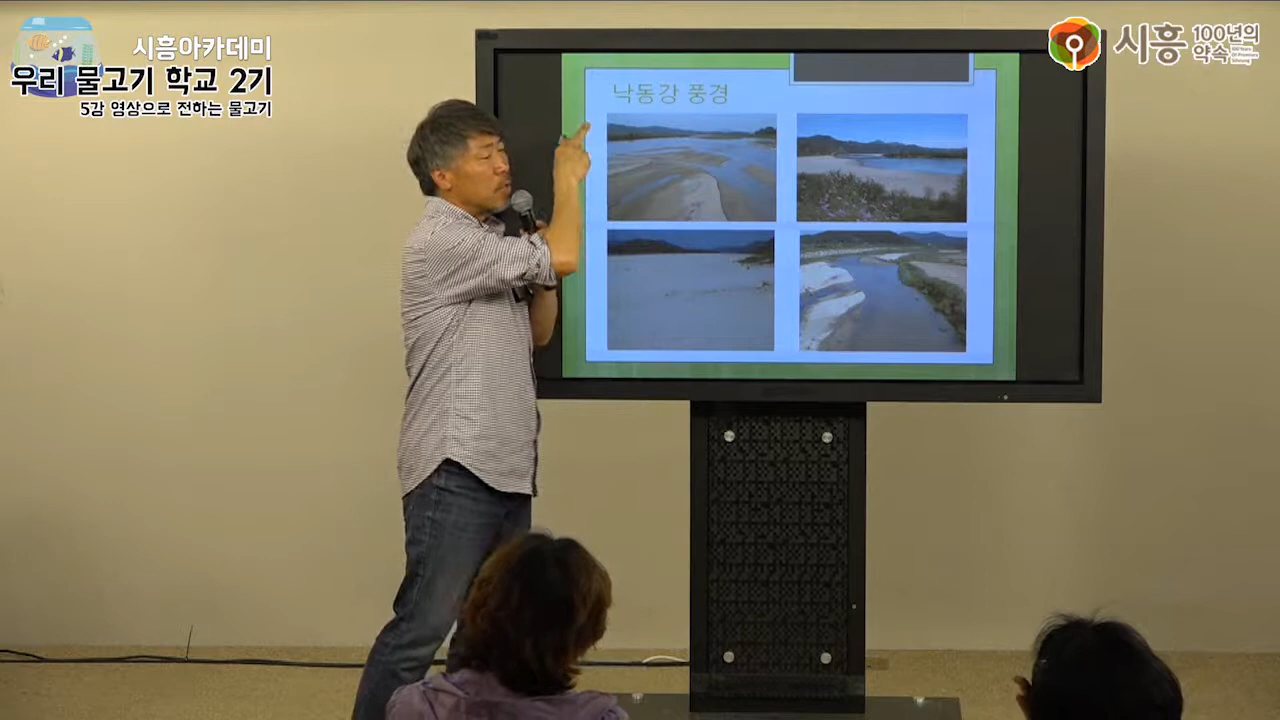 시흥아카데미
우리 물고기 학교 2기
5강 영상으로 전하는 물고기
시흥 100년의
약속
낙동강 풍경